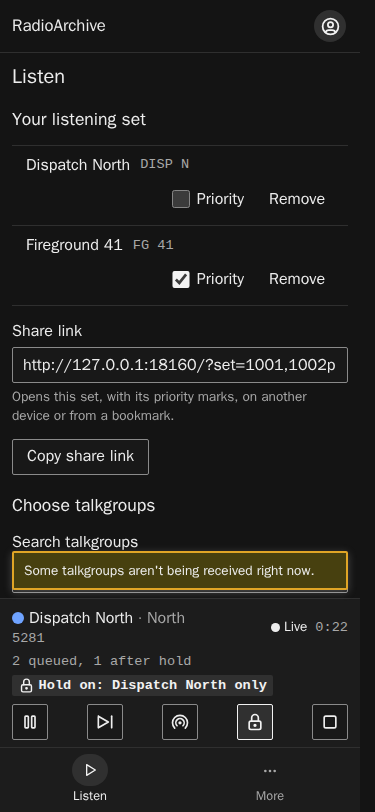 RadioArchive
Listen
Your listening set
Dispatch North DISP N
Priority Remove
Fireground 41 FG 41
Priority Remove
Share link
http://127.0.0.1:18160/?set=1001,1002p
Opens this set, with its priority marks, on another
device or from a bookmark.
Copy share link
Choose talkgroups
Search talkgroups
Some talkgroups aren't being received right now.
Dispatch North · North
5281
Live 0:22
2 queued, 1 after hold
Hold on: Dispatch North only
Listen More